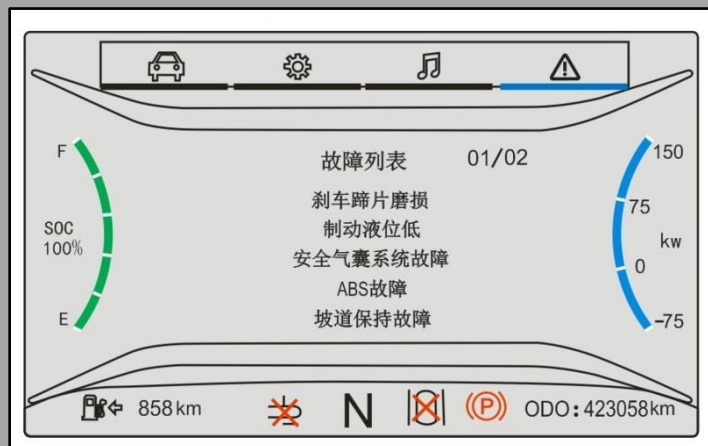 故障列表 01/02
F
150
刹车蹄片磨损
75
制动液位低
SOC
100%
kw
安全气囊系统故障
0
ABS故障
E
坡道保持故障
-75
858km
N
(P)
ODO:423058km